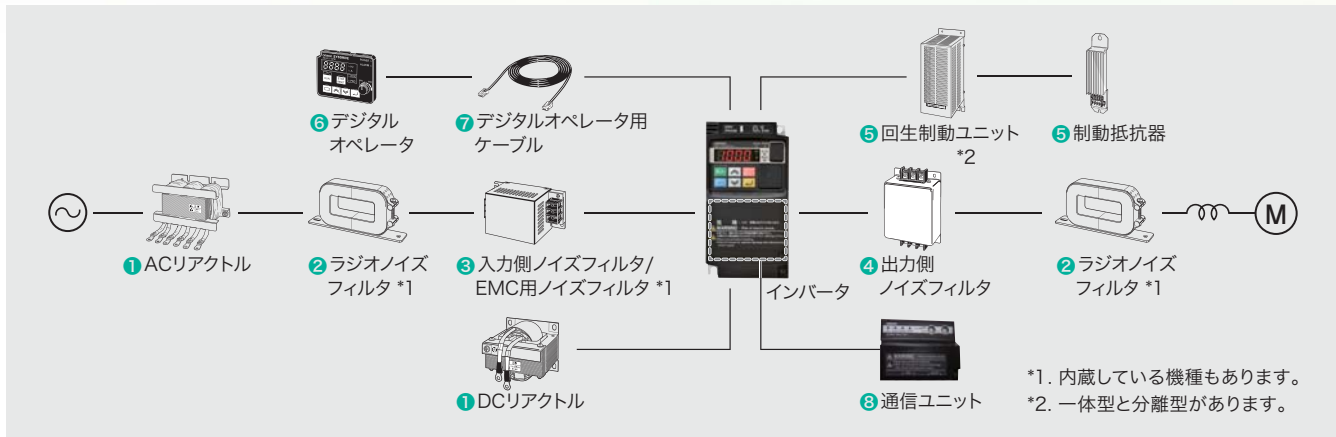 ❻デジタル
オペレータ
❼デジタルオペレータ用
ケーブル
❺回生制動ユニット
*2
❺制動抵抗器
❶ACリアクトル
❷ラジオノイズ
フィルタ *1
❸入力側ノイズフィルタ/
EMC用ノイズフィルタ *1
インバータ
❹出力側
ノイズフィルタ
❷ラジオノイズ
フィルタ *1
M
❶DCリアクトル
❽通信ユニット
*1. 内蔵している機種もあります。
*2. 一体型と分離型があります。